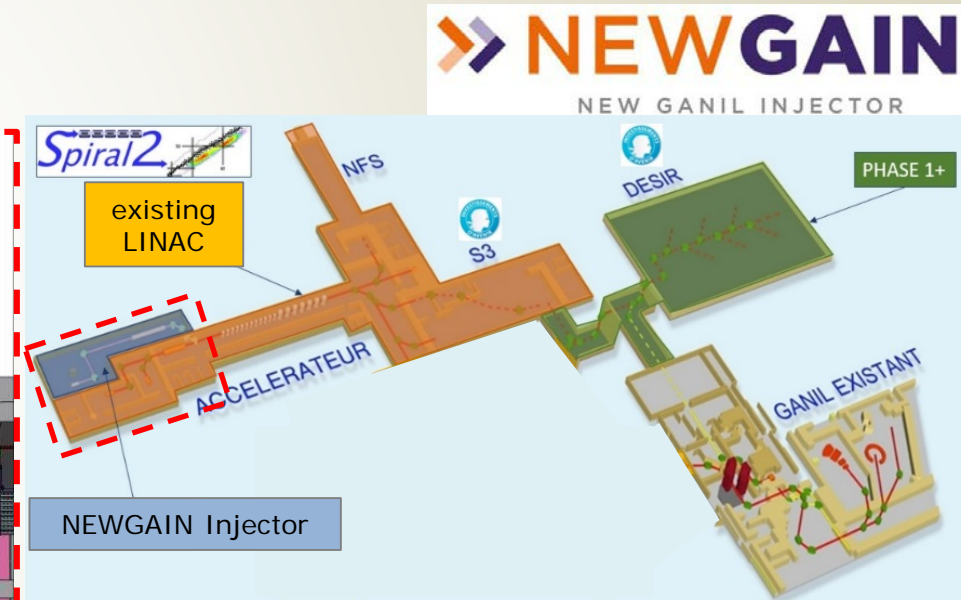 NEWGAIN
NEW GANIL INJECTOR
Spiral2
NFS
DESIR
PHASE 1+
existing
LINAC
S3
ACCELERATEUR
GANIL EXISTANT
NEWGAIN Injector